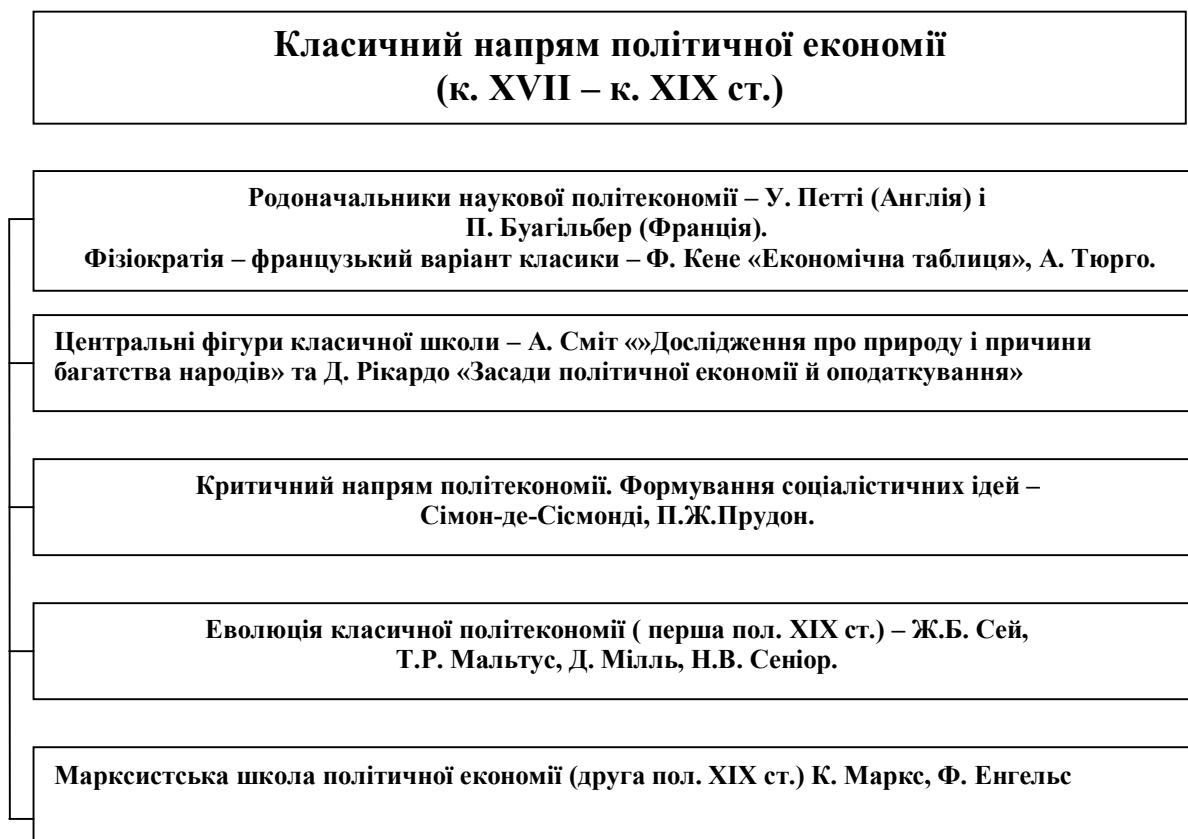 Класичний напрям політичної економії
(к. XVII – к. XIX ст.)
Родоначальники наукової політекономії – У. Петті (Англія) і
П. Буагільбер (Франція).
Фізіократія – французький варіант класики – Ф. Кене «Економічна таблиця», А. Тюрго.
Центральні фігури класичної школи – А. Сміт «»Дослідження про природу і причини
багатства народів» та Д. Рікардо «Засади політичної економії й оподаткування»
Критичний напрям політекономії. Формування соціалістичних ідей –
Сімон-де-Сісмонді, П.Ж.Прудон.
Еволюція класичної політекономії ( перша пол. XIX ст.) – Ж.Б. Сей,
Т.Р. Мальтус, Д. Мілль, Н.В. Сеніор.
Марксистська школа політичної економії (друга пол. XIX ст.) К. Маркс, Ф. Енгельс